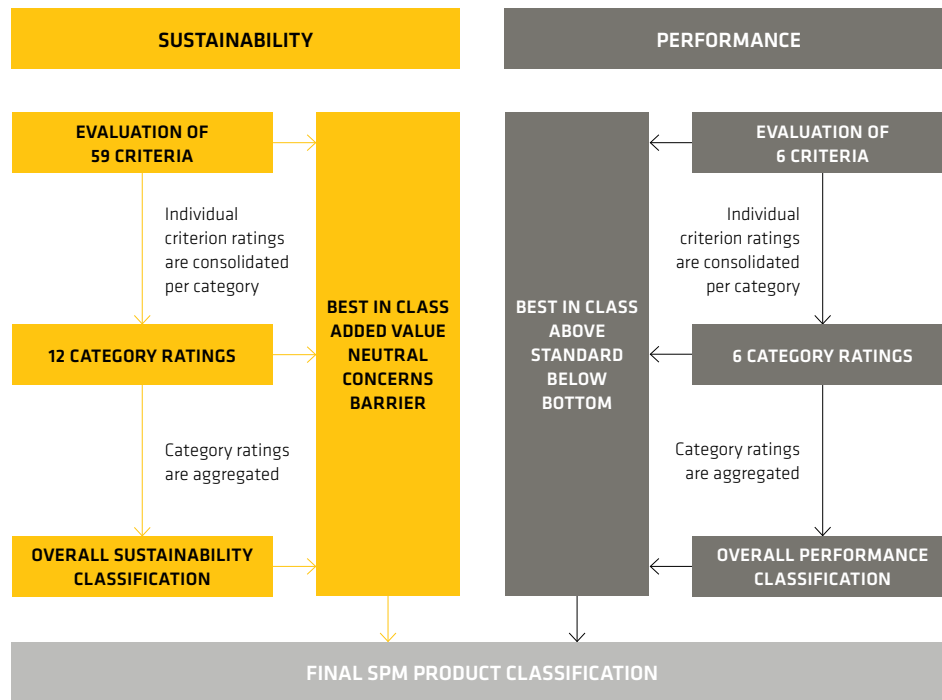 SUSTAINABILITY
PERFORMANCE
EVALUATION OF
59 CRITERIA
Individual
criterion ratings
are consolidated
per category
12 CATEGORY RATINGS
Category ratings
are aggregated
OVERALL SUSTAINABILITY
CLASSIFICATION
BEST IN CLASS
ADDED VALUE
NEUTRAL
CONCERNS
BARRIER
BEST IN CLASS
ABOVE
STANDARD
BELOW
BOTTOM
EVALUATION OF
6 CRITERIA
Individual
criterion ratings
are consolidated
per category
6 CATEGORY RATINGS
Category ratings
are aggregated
OVERALL PERFORMANCE
CLASSIFICATION
FINAL SPM PRODUCT CLASSIFICATION